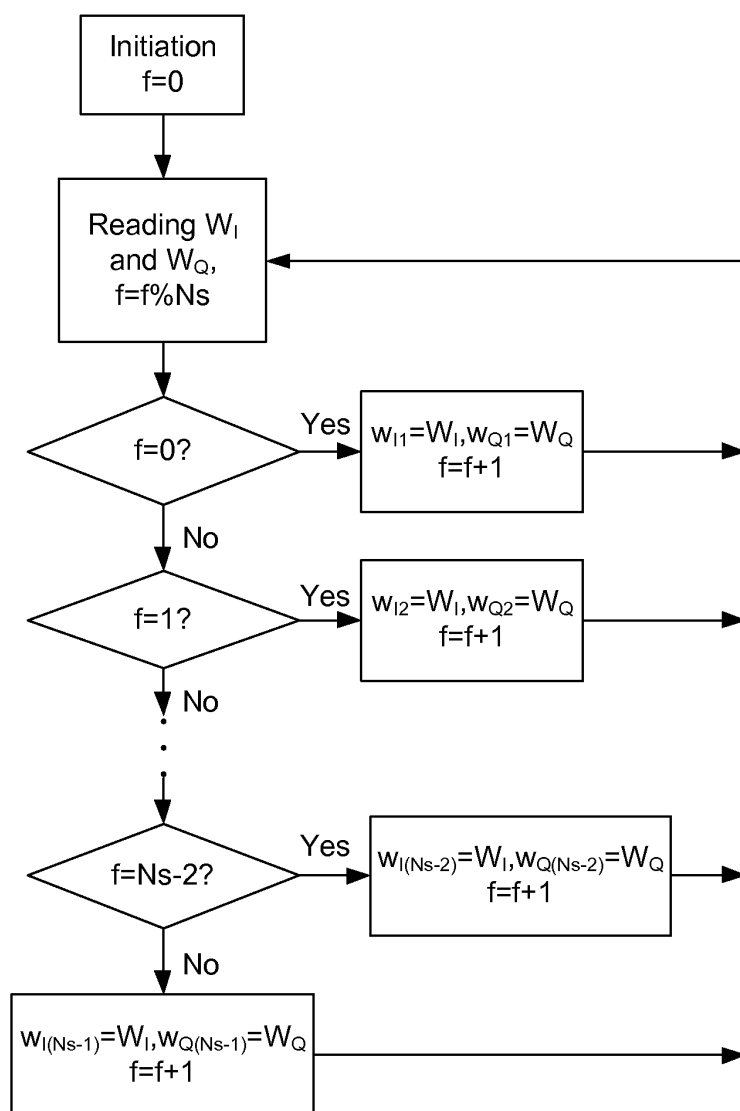 Initiation
f=0
Reading W_I
and W_Q,
f=f%Ns
f=0?
Yes
w_I1=W_I,w_Q1=W_Q
f=f+1
No
f=1?
Yes
w_I2=W_I,w_Q2=W_Q
f=f+1
No
f=Ns-2?
Yes
w_I(Ns-2)=W_I,w_Q(Ns-2)=W_Q
f=f+1
No
w_I(Ns-1)=W_I,w_Q(Ns-1)=W_Q
f=f+1